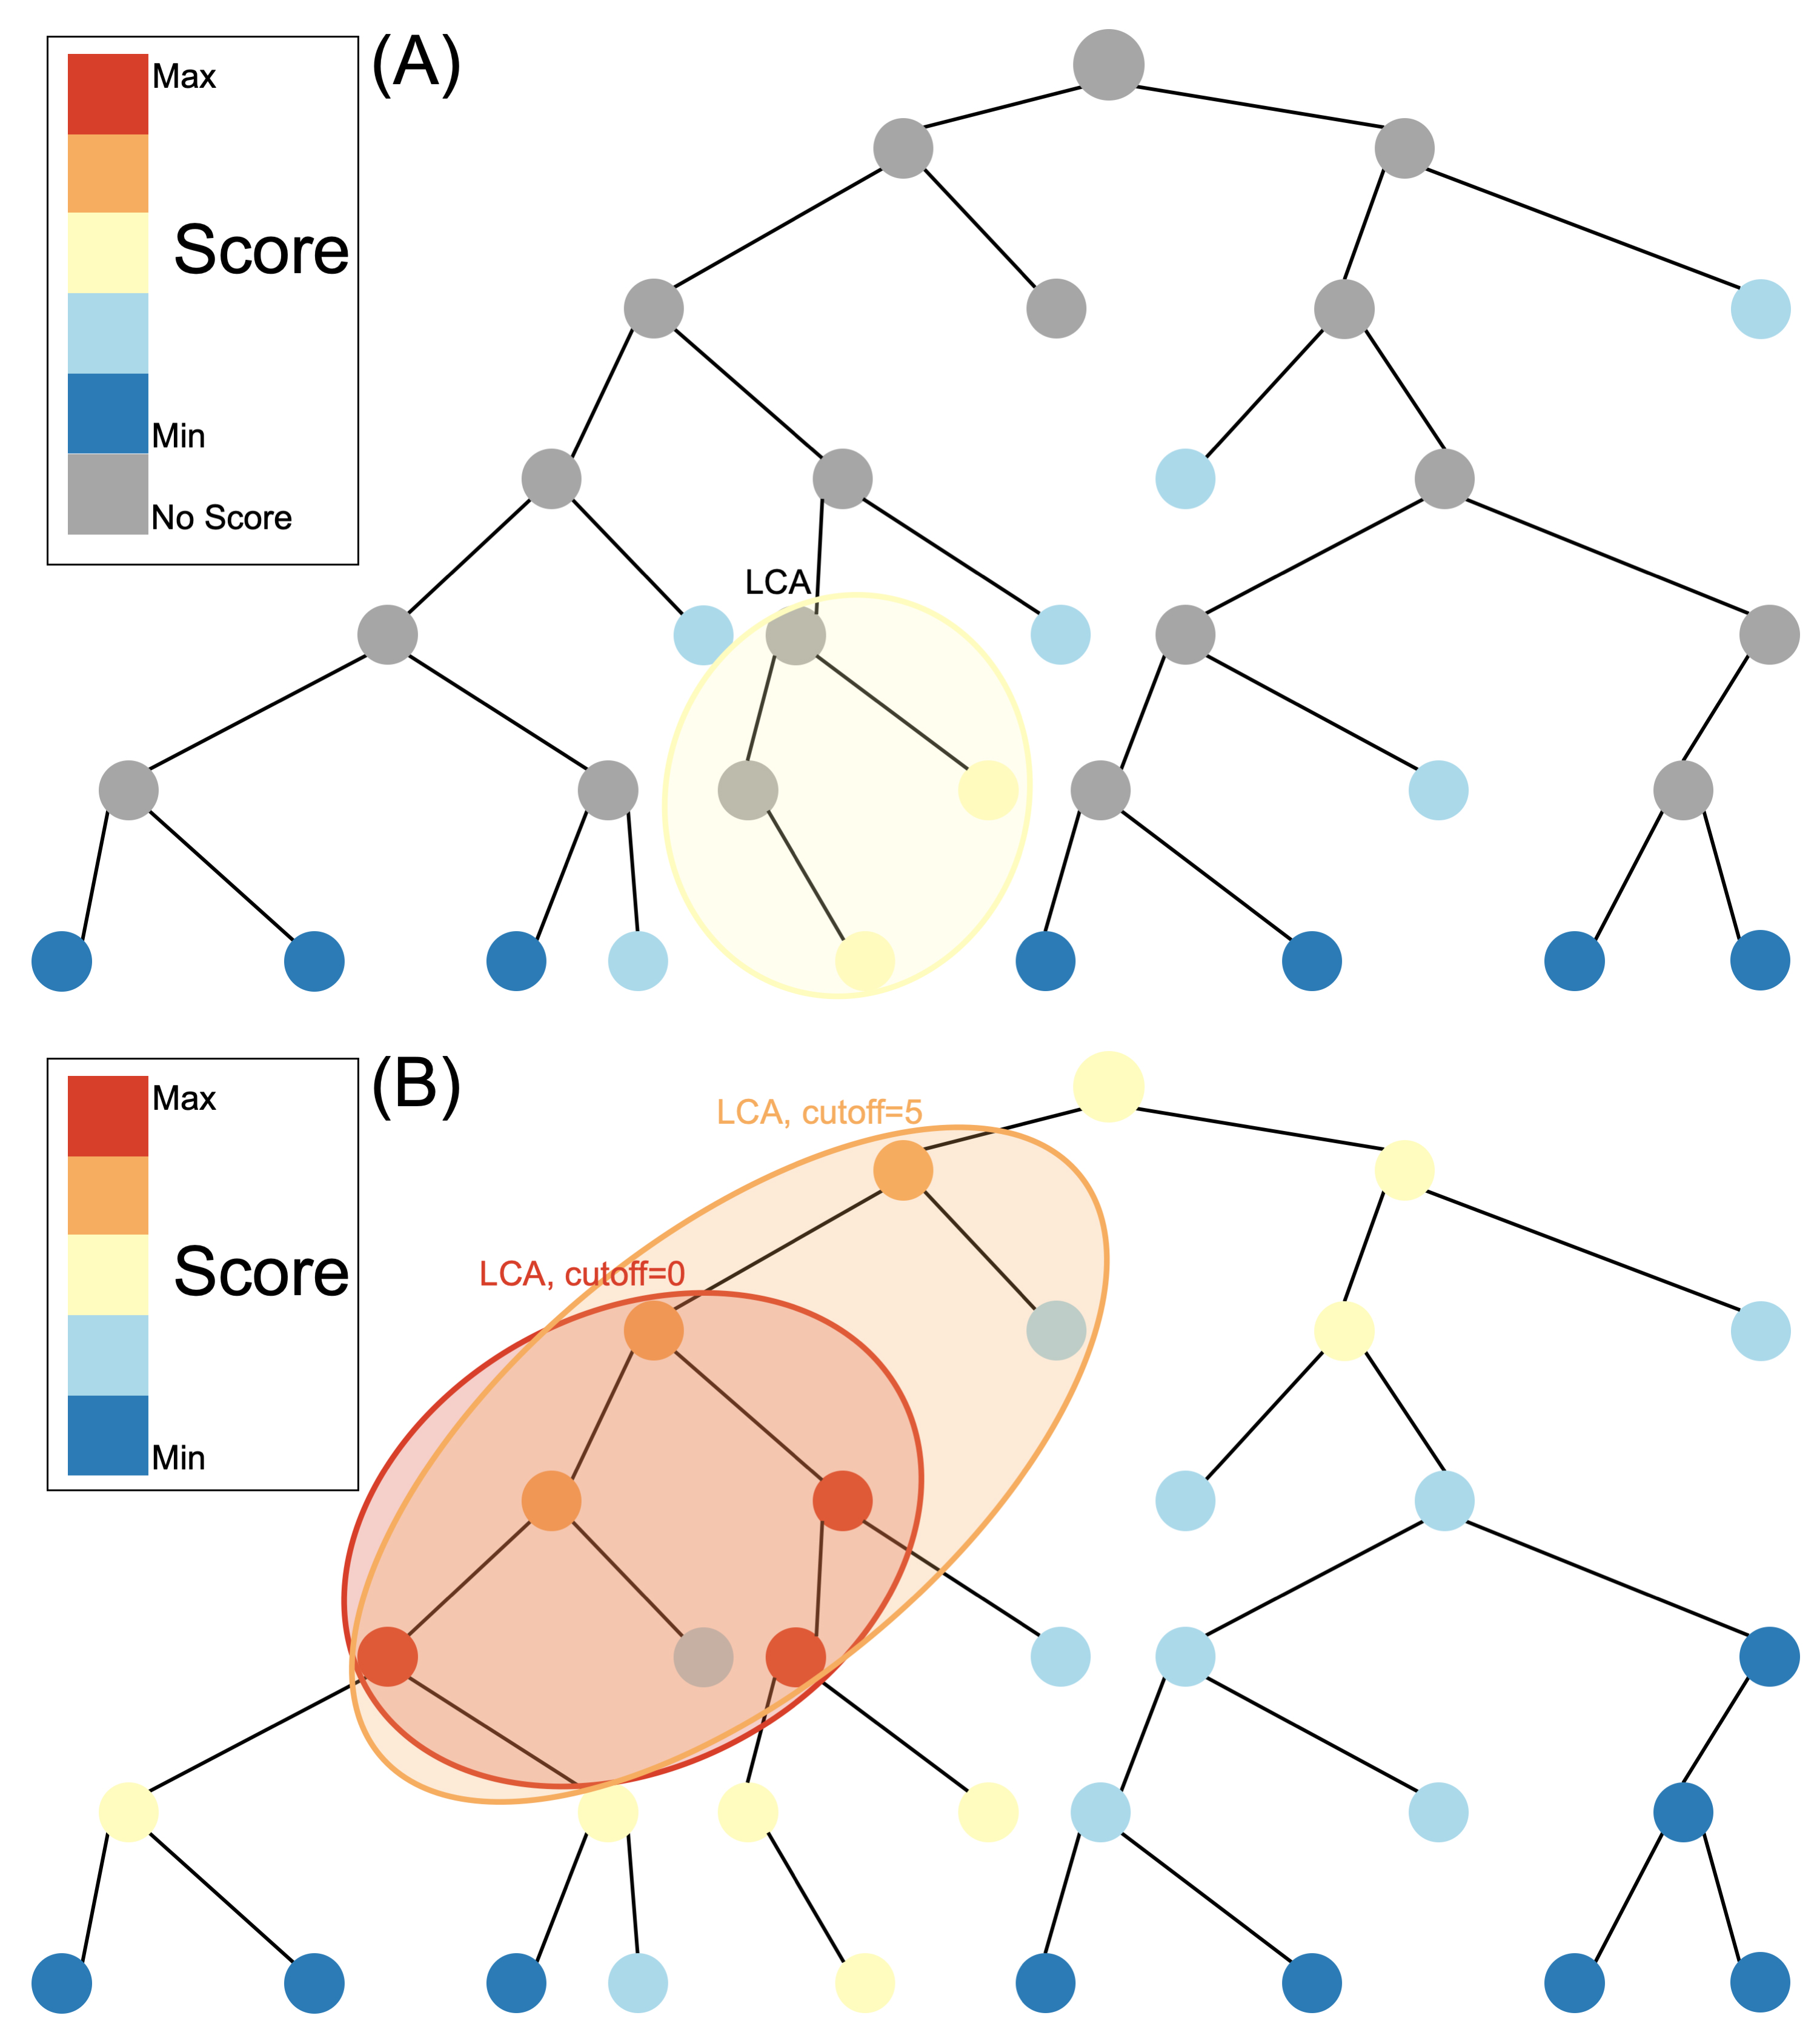 (A)
Max
Score
Min
No Score
LCA
(B)
Max
LCA, cutoff=5
Score
LCA, cutoff=0
Min